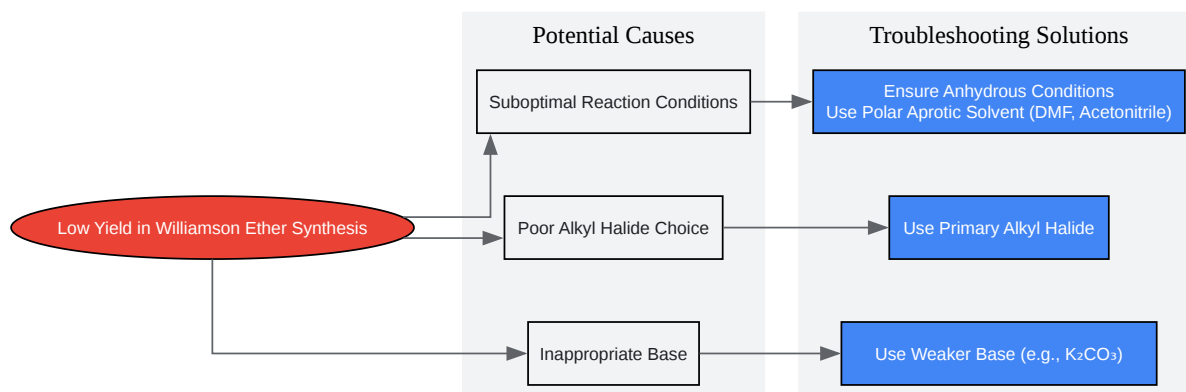 Potential Causes
Troubleshooting Solutions
Suboptimal Reaction Conditions
Ensure Anhydrous Conditions
Use Polar Aprotic Solvent (DMF, Acetonitrile)
Low Yield in Williamson Ether Synthesis
Poor Alkyl Halide Choice
Use Primary Alkyl Halide
Inappropriate Base
Use Weaker Base (e.g., K₂CO₃)